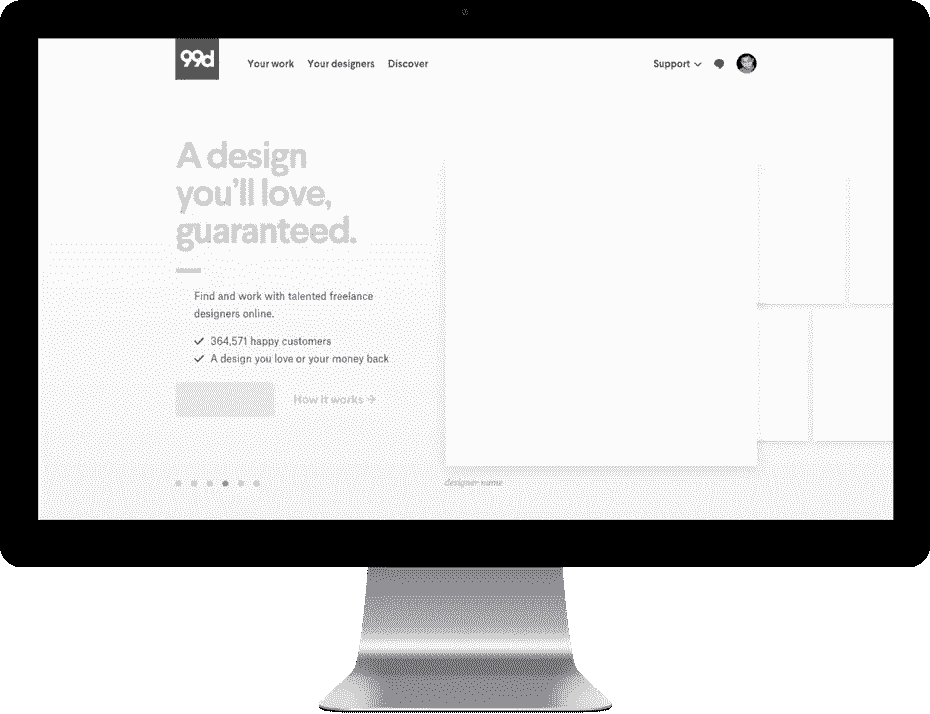 99d
Your work Your designers Discover
Support
A design
you'll love,
guaranteed.
Find and work with talented freelance
designers online.
364,571 happy customers
A design you love or your money back
How it works →
designer name